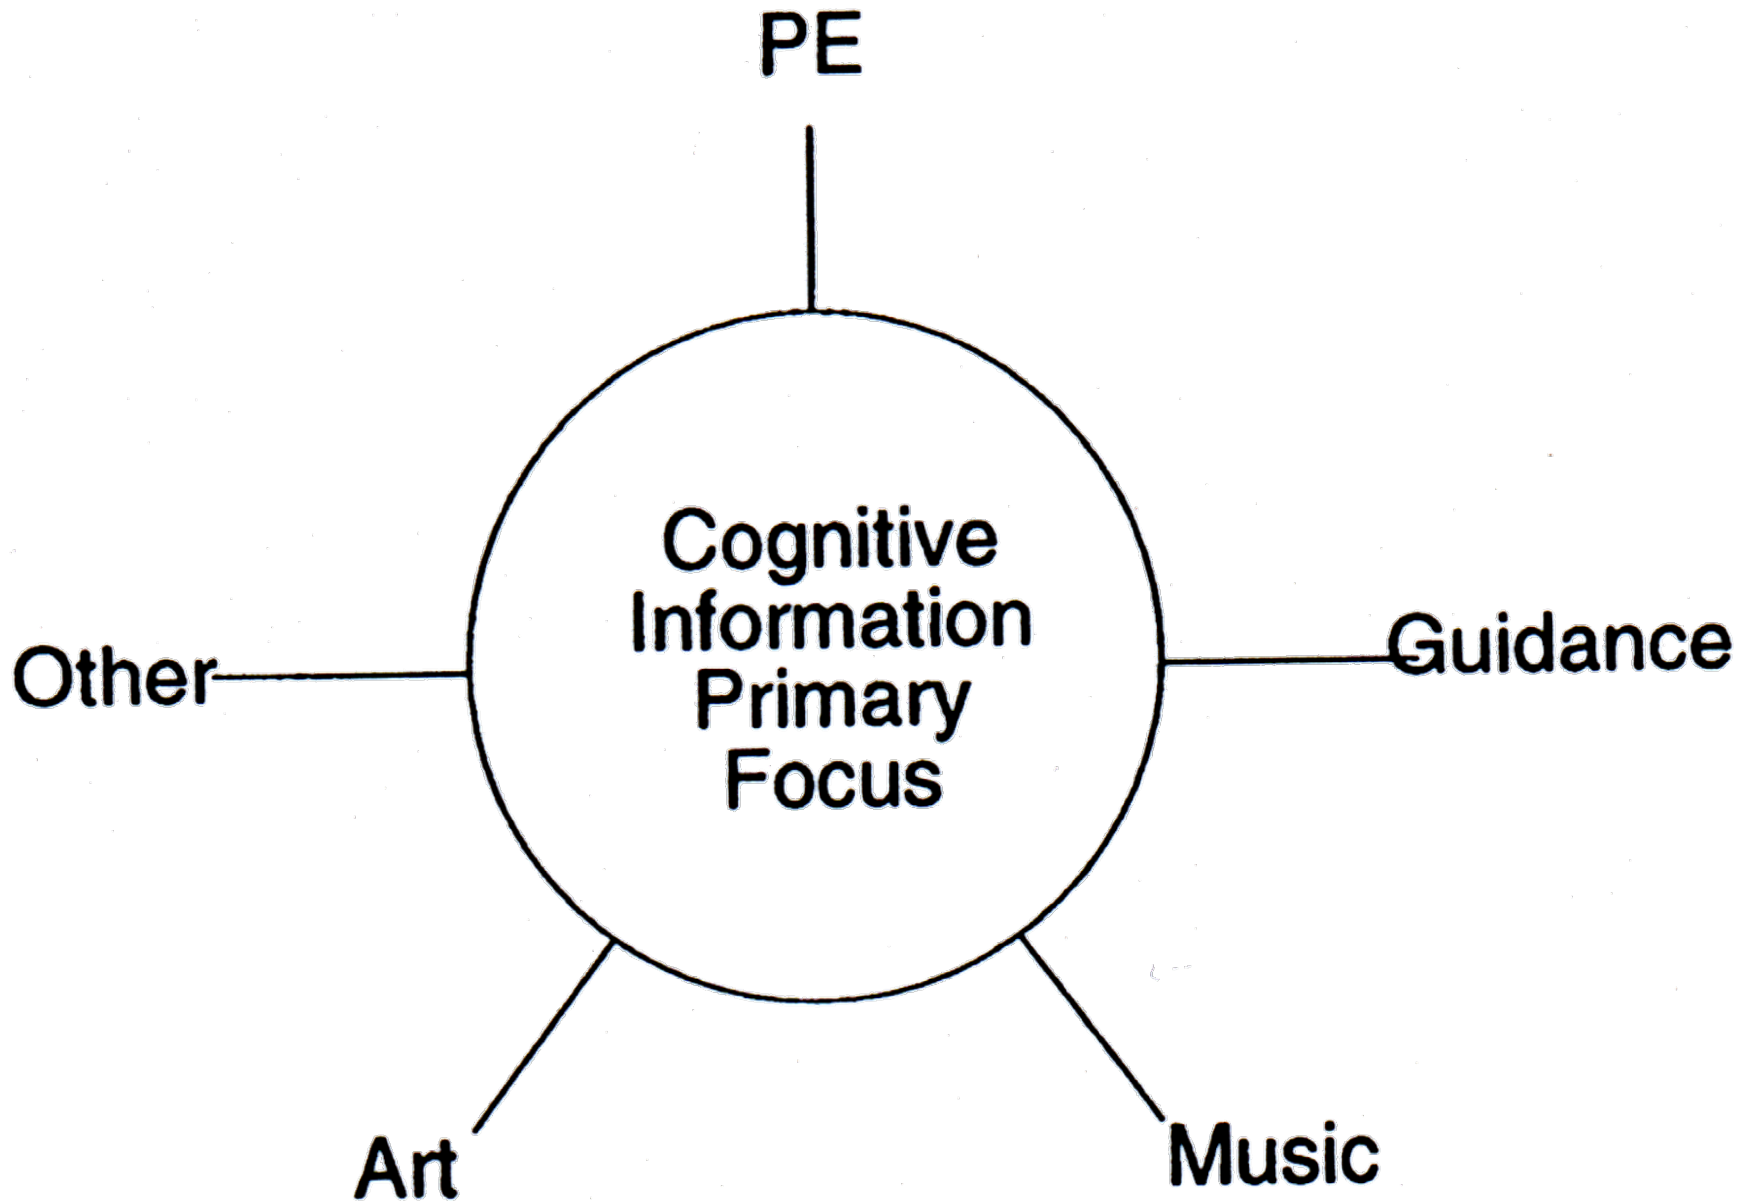 PE
Cognitive
Information
Primary
Focus
Other
Guidance
Art
Music